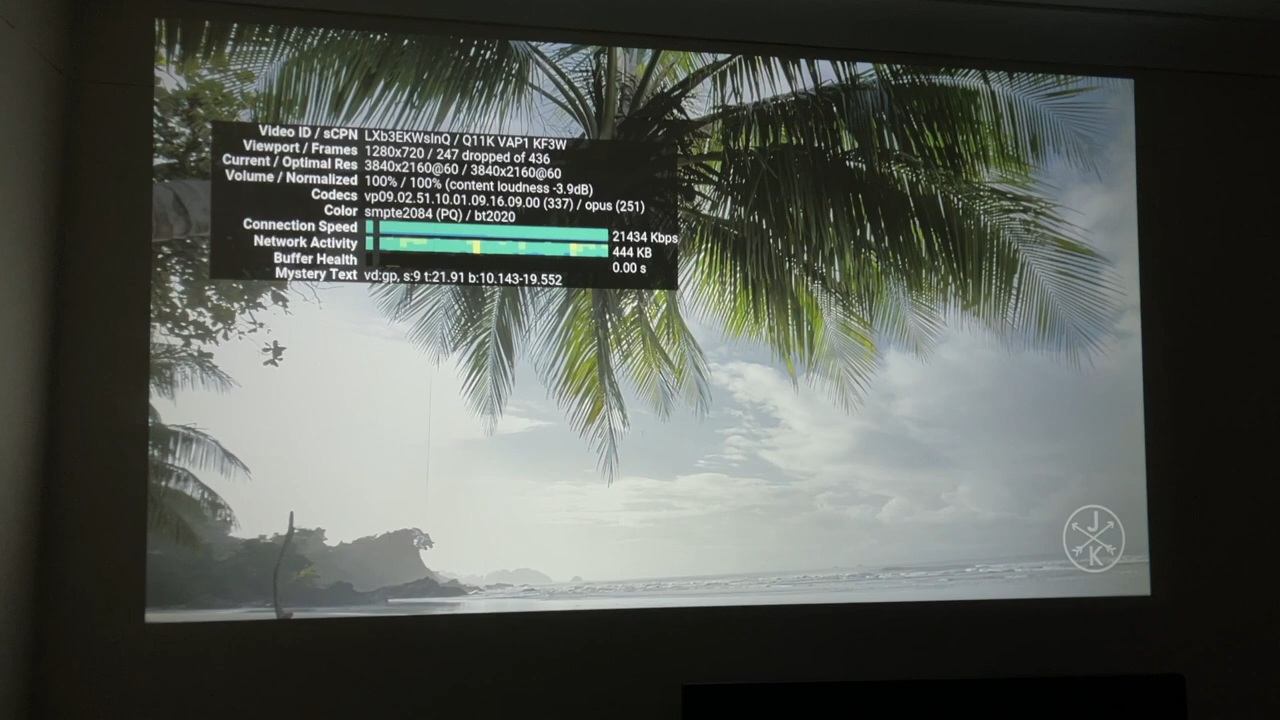 Video ID / sCPN LXb3EKWsInQ / Q11K VAP1 KF3W
Viewport / Frames 1280x720 / 247 dropped of 436
Current / Optimal Res 3840x2160@60 / 3840x2160@60
Volume / Normalized 100% / 100% (content loudness -3.9dB)
Codecs vp09.02.51.10.01.09.16.09.00 (337) / opus (251)
Color smpte2084 (PQ) / bt2020
Connection Speed 21434 Kbps
Network Activity 444 KB
Buffer Health 0.00 s
Mystery Text vd:gp, s:9 t:21.91 b:10.143-19.552
J
K